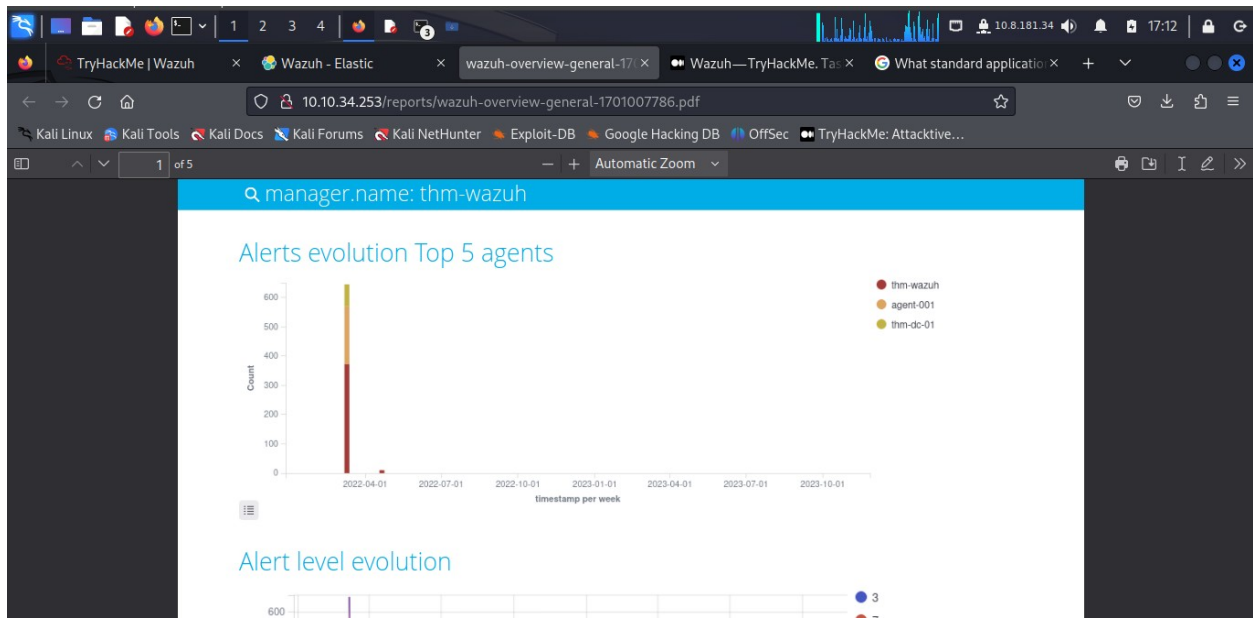 1 2 3 4 3 10.8.181.34 17:12
TryHackMe | Wazuh Wazuh - Elastic wazuh-overview-general-17 Wazuh—TryHackMe. Tas What standard applicatio
10.10.34.253/reports/wazuh-overview-general-1701007786.pdf
Kali Linux Kali Tools Kali Docs Kali Forums Kali NetHunter Exploit-DB Google Hacking DB OffSec TryHackMe: Attacktive…
1 of 5 Automatic Zoom
manager.name: thm-wazuh
Alerts evolution Top 5 agents
thm-wazuh
agent-001
thm-dc-01
600
500
400
300
200
100
0
Count
2022-04-01 2022-07-01 2022-10-01 2023-01-01 2023-04-01 2023-07-01 2023-10-01
timestamp per week
Alert level evolution
600
3